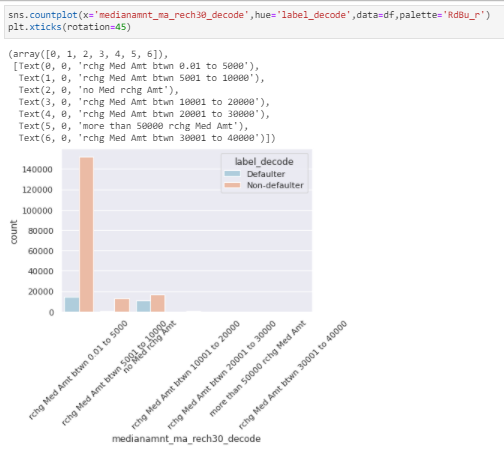 sns.countplot(x='medianamnt_ma_rech30_decode',hue='label_decode',data=df,palette='RdBu_r')
plt.xticks(rotation=45)
(array([0, 1, 2, 3, 4, 5, 6]),
[Text(0, 0, 'rchg Med Amt btwn 0.01 to 5000'),
Text(1, 0, 'rchg Med Amt btwn 5001 to 10000'),
Text(2, 0, 'no Med rchg Amt'),
Text(3, 0, 'rchg Med Amt btwn 10001 to 20000'),
Text(4, 0, 'rchg Med Amt btwn 20001 to 30000'),
Text(5, 0, 'more than 50000 rchg Med Amt'),
Text(6, 0, 'rchg Med Amt btwn 30001 to 40000')])
label_decode
Defaulter
Non-defaulter
140000
120000
100000
80000
60000
40000
20000
0
count
rchg Med Amt btwn 0.01 to 5000
rchg Med Amt btwn 5001 to 10000
no Med rchg Amt
rchg Med Amt btwn 10001 to 20000
rchg Med Amt btwn 20001 to 30000
more than 50000 rchg Med Amt
rchg Med Amt btwn 30001 to 40000
medianamnt_ma_rech30_decode